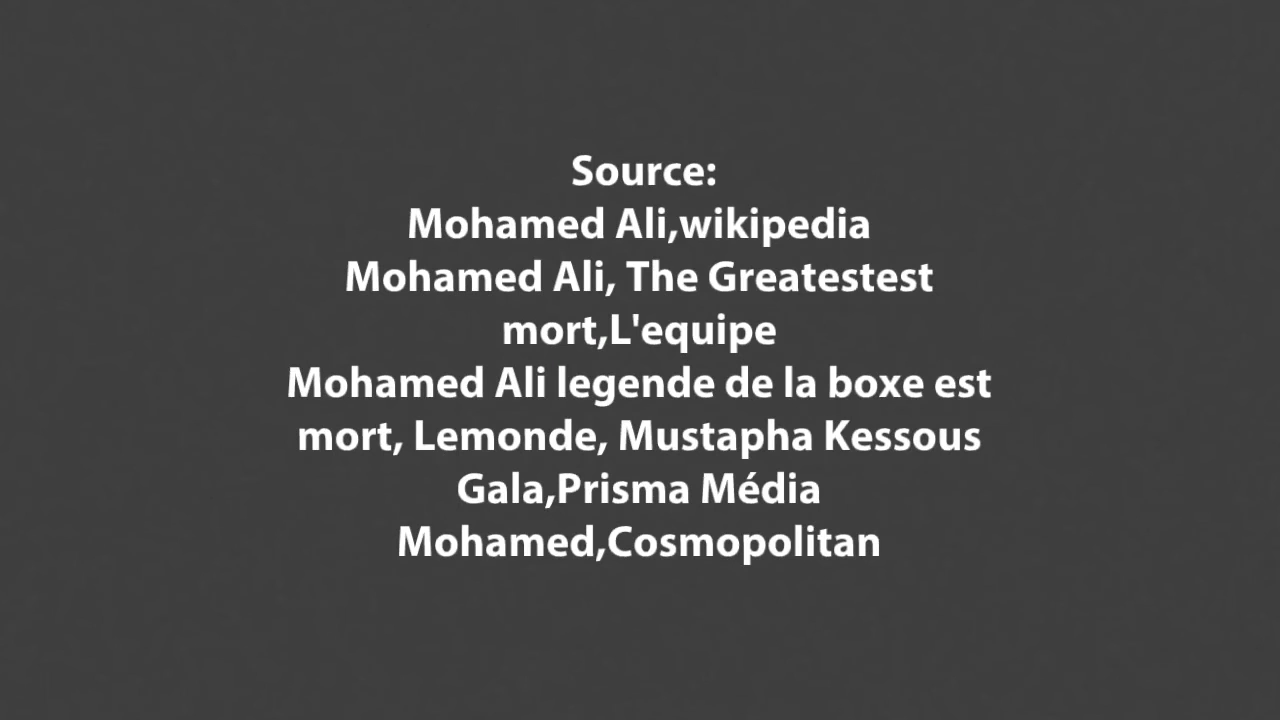 Source:
Mohamed Ali,wikipedia
Mohamed Ali, The Greatestest
mort,L'equipe
Mohamed Ali legende de la boxe est
mort, Lemonde, Mustapha Kessous
Gala,Prisma Média
Mohamed,Cosmopolitan